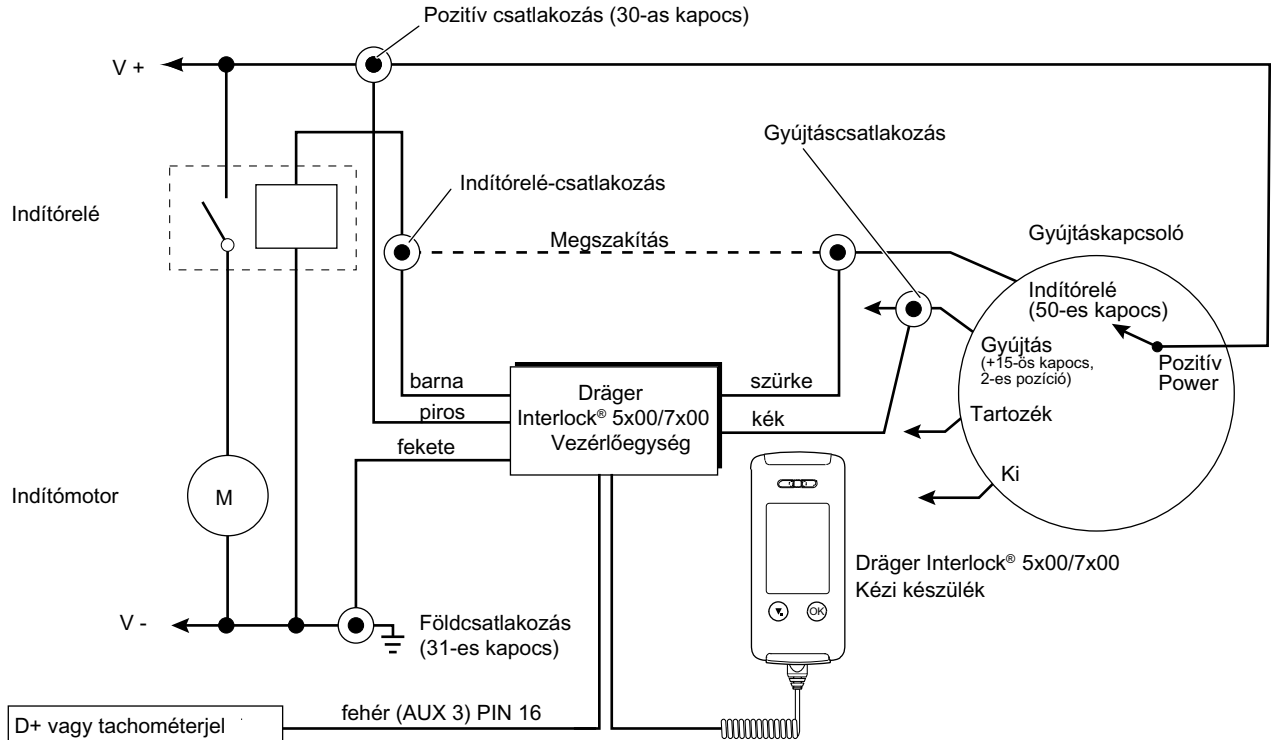 Pozitív csatlakozás (30-as kapocs)
V +
Gyújtáscsatlakozás
Indítórelé-csatlakozás
Indítórelé
Megszakítás
Gyújtáskapcsoló
Indítórelé
(50-es kapocs)
Gyújtás
(+15-ös kapocs,
2-es pozíció)
Pozitív
Power
barna
szürke
Dräger
Interlock® 5x00/7x00
Vezérlőegység
piros
kék
Tartozék
fekete
Ki
Indítómotor
M
Dräger Interlock® 5x00/7x00
Kézi készülék
OK
V -
Földcsatlakozás
(31-es kapocs)
fehér (AUX 3) PIN 16
D+ vagy tachométerjel